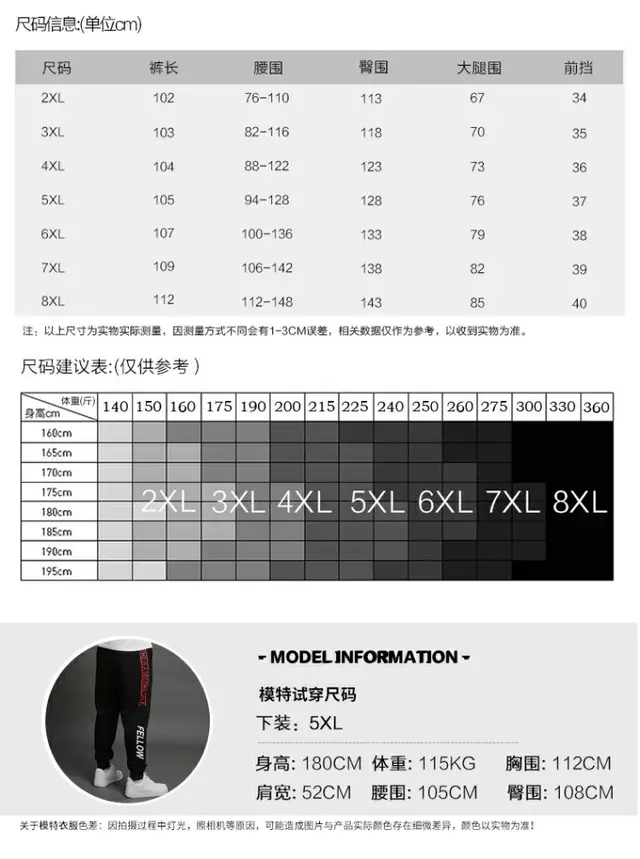 尺码信息:(单位cm)
尺码 裤长 腰围 臀围 大腿围 前挡
2XL 102 76-110 113 67 34
3XL 103 82-116 118 70 35
4XL 104 88-122 123 73 36
5XL 105 94-128 128 76 37
6XL 107 100-136 133 79 38
7XL 109 106-142 138 82 39
8XL 112 112-148 143 85 40
注：以上尺寸为实物实际测量，因测量方式不同会有1-3CM误差，相关数据仅作为参考，以收到实物为准。
尺码建议表:(仅供参考）
体重(斤)
身高cm 140 150 160 175 190 200 215 225 240 250 260 275 300 330 360
160cm
165cm
170cm
175cm
180cm
185cm
190cm
195cm
2XL 3XL 4XL 5XL 6XL 7XL 8XL
- MODEL INFORMATION -
模特试穿尺码
下装: 5XL
身高: 180CM 体重: 115KG 胸围: 112CM
肩宽: 52CM 腰围: 105CM 臀围: 108CM
FELLOW
关于模特衣服色差：因拍摄过程中灯光，照相机等原因，可能造成图片与产品实际颜色存在细微差异，颜色以实物为准!